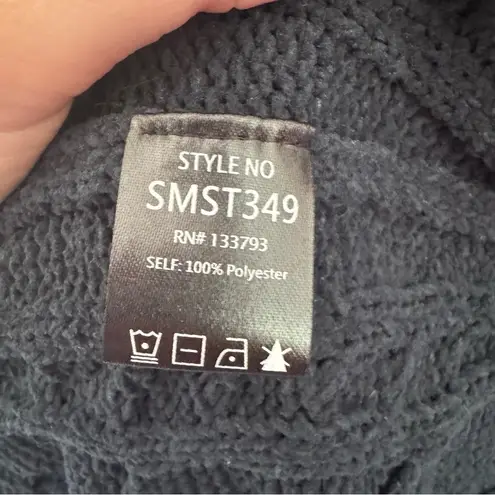 STYLE NO
SMST349
RN# 133793
SELF: 100% Polyester